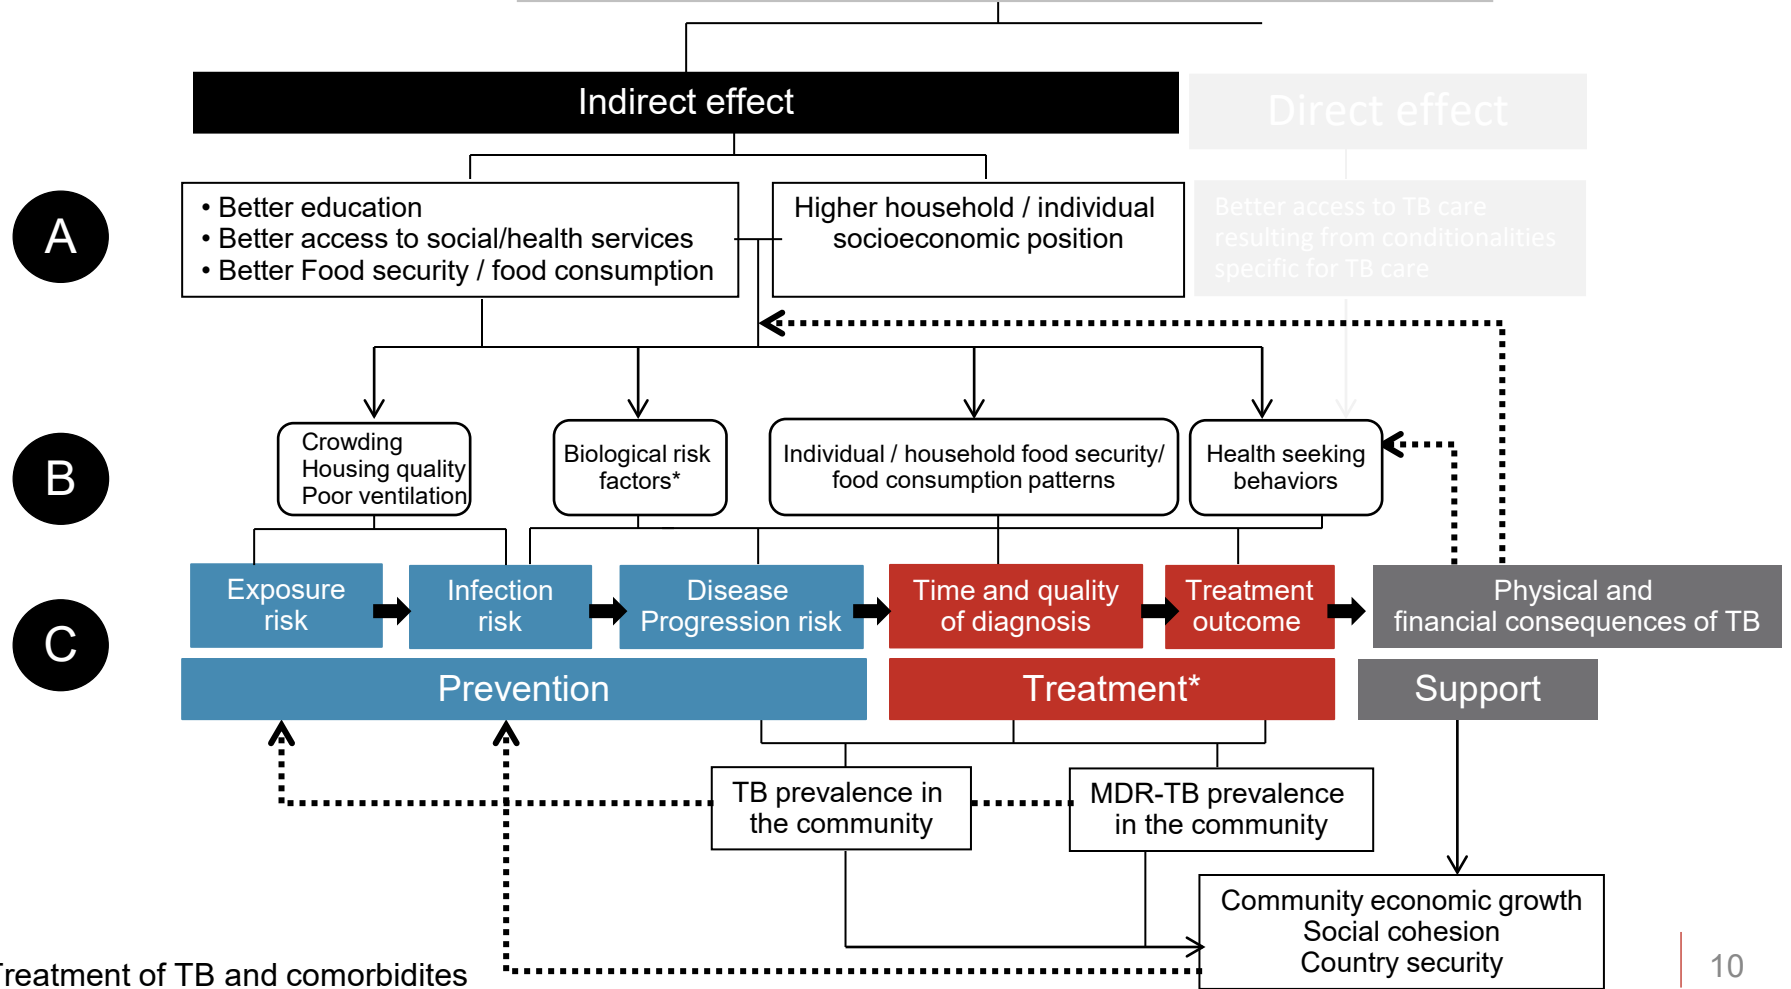 Indirect effect
Direct effect
A
• Better education
• Better access to social/health services
• Better Food security / food consumption
Higher household / individual
socioeconomic position
Better access to TB care
resulting from conditionalities
specific for TB care
B
Crowding
Housing quality
Poor ventilation
Biological risk
factors*
Individual / household food security/
food consumption patterns
Health seeking
behaviors
C
Exposure
risk
Infection
risk
Disease
Progression risk
Time and quality
of diagnosis
Treatment
outcome
Physical and
financial consequences of TB
Prevention
Treatment*
Support
TB prevalence in
the community
MDR-TB prevalence
in the community
Community economic growth
Social cohesion
Country security
Treatment of TB and comorbidites
10